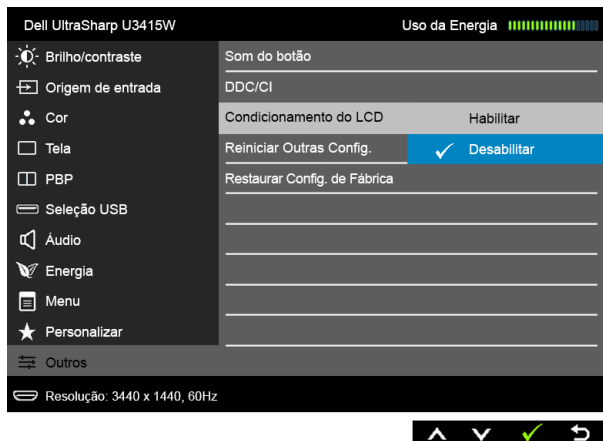 Dell UltraSharp U3415W
Uso da Energia
Brilho/contraste
Som do botão
Origem de entrada
DDC/CI
Cor
Condicionamento do LCD
Habilitar
Tela
Reiniciar Outras Config.
Desabilitar
PBP
Restaurar Config. de Fábrica
Seleção USB
Áudio
Energia
Menu
Personalizar
Outros
Resolução: 3440 x 1440, 60Hz